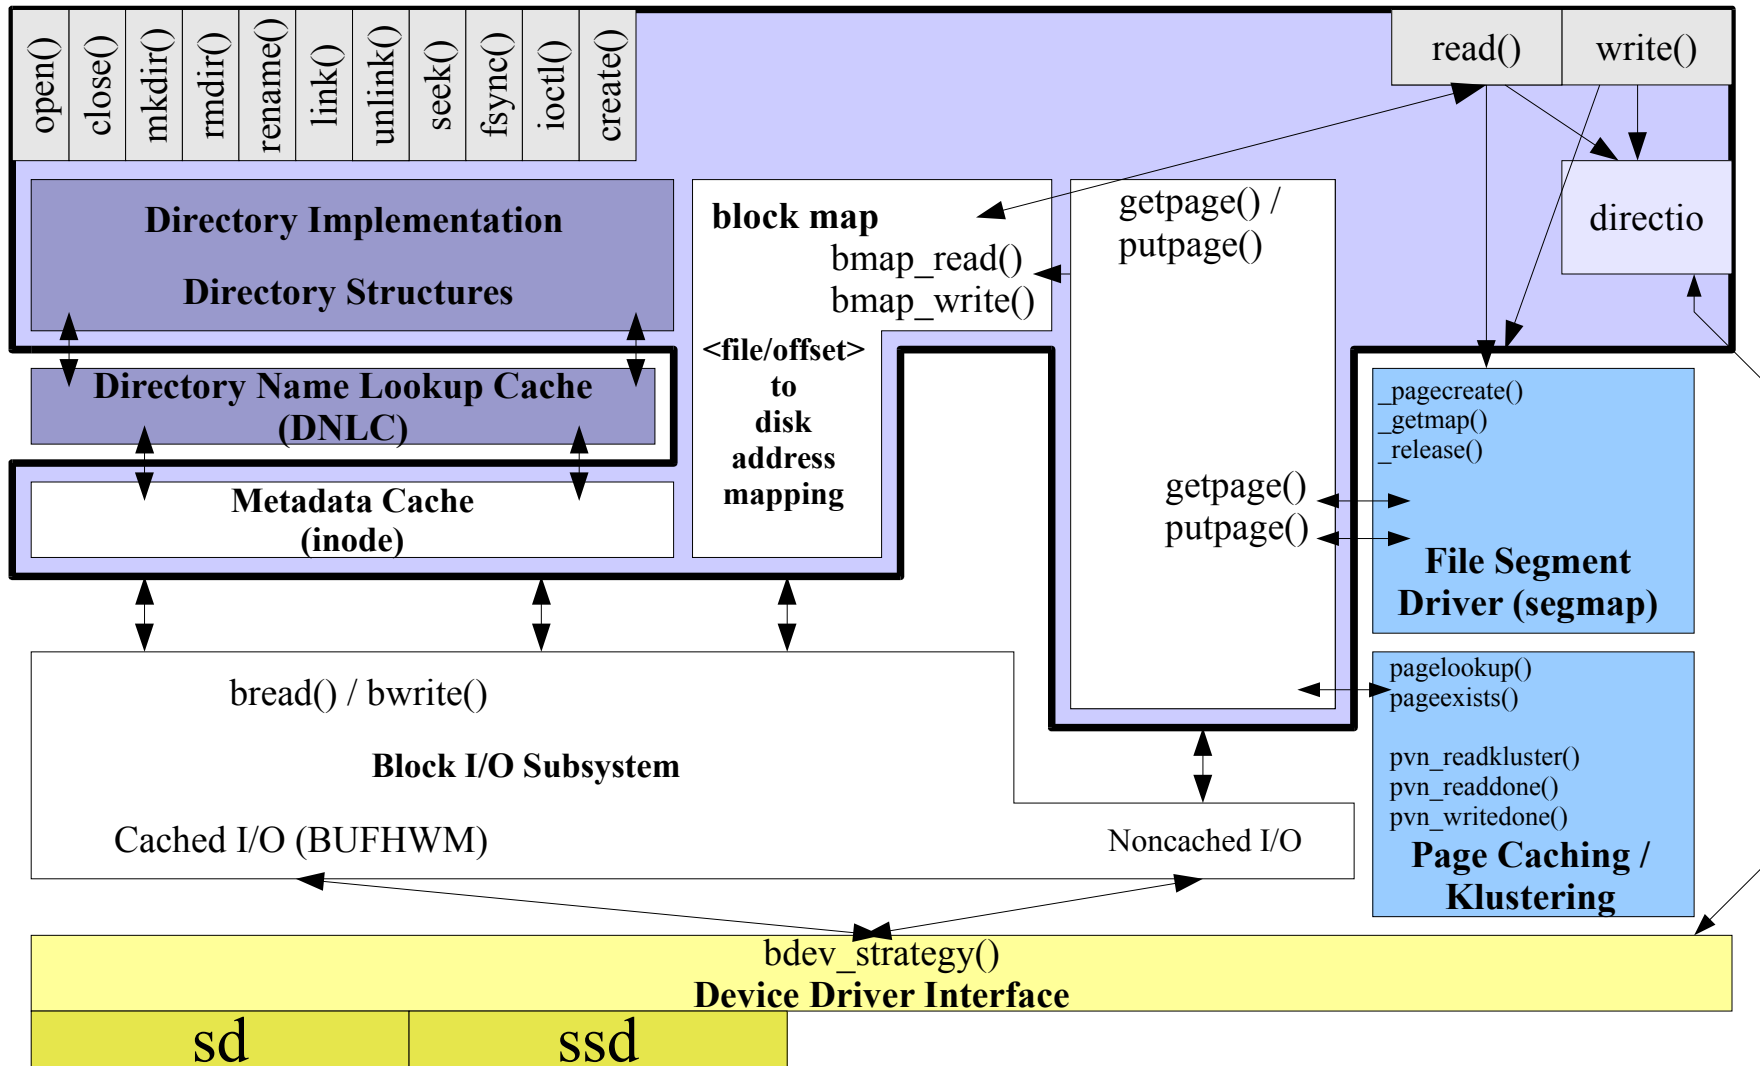 open()
close()
mkdir()
rmdir()
rename()
link()
unlink()
seek()
fsync()
ioctl()
create()
read()
write()
Directory Implementation
Directory Structures
block map
bmap_read()
bmap_write()
<file/offset>
to
disk
address
mapping
getpage() /
putpage()
directio
Directory Name Lookup Cache
(DNLC)
Metadata Cache
(inode)
getpage()
putpage()
_pagecreate()
_getmap()
_release()
File Segment
Driver (segmap)
pagelookup()
pageexists()
pvn_readkluster()
pvn_readdone()
pvn_writedone()
Page Caching /
Klustering
bread() / bwrite()
Block I/O Subsystem
Cached I/O (BUFHWM)
Noncached I/O
bdev_strategy()
Device Driver Interface
sd
ssd